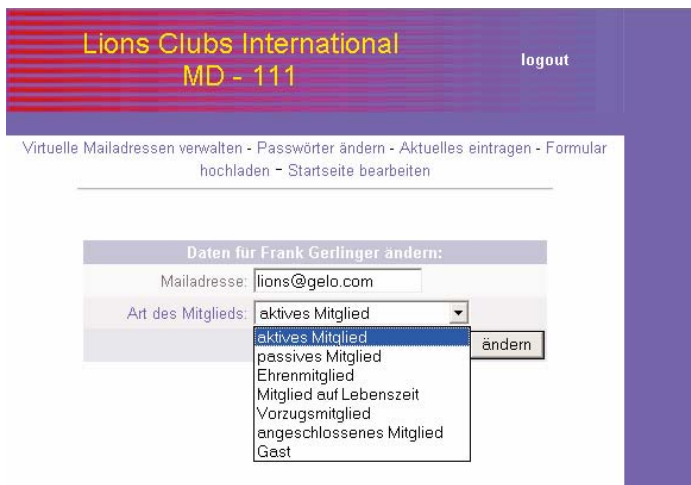 Lions Clubs International
MD - 111
logout
Virtuelle Mailadressen verwalten - Passwörter ändern - Aktuelles eintragen - Formular
hochladen - Startseite bearbeiten
Daten für Frank Gerlinger ändern:
Mailadresse: lions@gelo.com
Art des Mitglieds: aktives Mitglied
aktives Mitglied
ändern
passives Mitglied
Ehrenmitglied
Mitglied auf Lebenszeit
Vorzugsmitglied
angeschlossenes Mitglied
Gast